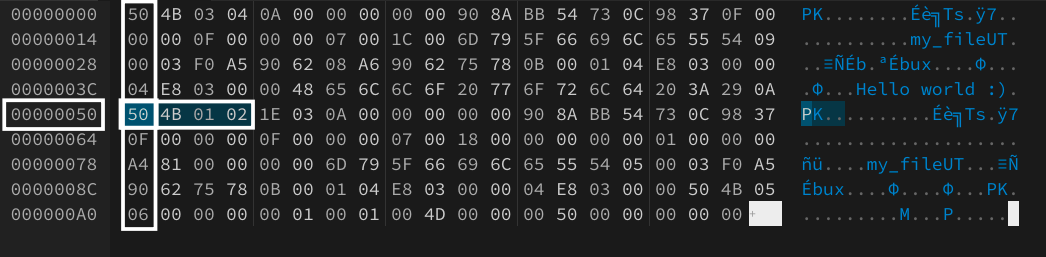 00000000 50 4B 03 04 0A 00 00 00 00 00 90 8A BB 54 73 0C 98 37 0F 00 PK........Éè╗Ts.ÿ7..
00000014 00 00 0F 00 00 00 07 00 1C 00 6D 79 5F 66 69 6C 65 55 54 09 ..........my_fileUT.
00000028 00 03 F0 A5 90 62 08 A6 90 62 75 78 0B 00 01 04 E8 03 00 00 ..≡ÑÉb.ªÉbux....Φ...
0000003C 04 E8 03 00 00 48 65 6C 6C 6F 20 77 6F 72 6C 64 20 3A 29 0A .Φ...Hello world :).
00000050 50 4B 01 02 1E 03 0A 00 00 00 00 00 90 8A BB 54 73 0C 98 37 PK..........Éè╗Ts.ÿ7
00000064 0F 00 00 00 0F 00 00 00 07 00 18 00 00 00 00 00 01 00 00 00 ....................
00000078 A4 81 00 00 00 00 6D 79 5F 66 69 6C 65 55 54 05 00 03 F0 A5 ñü....my_fileUT...≡Ñ
0000008C 90 62 75 78 0B 00 01 04 E8 03 00 00 04 E8 03 00 00 50 4B 05 Ébux....Φ....Φ...PK.
000000A0 06 00 00 00 00 01 00 01 00 4D 00 00 00 50 00 00 00 00 00 + .........M...P.....